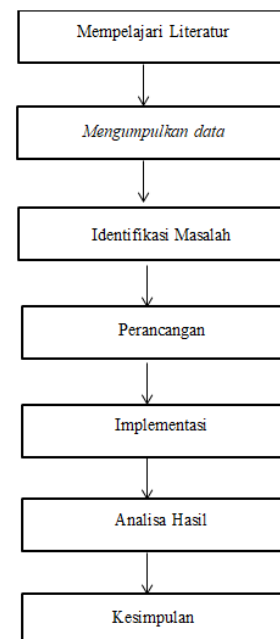 Mempelajari Literatur
Mengumpulkan data
Identifikasi Masalah
Perancangan
Implementasi
Analisa Hasil
Kesimpulan